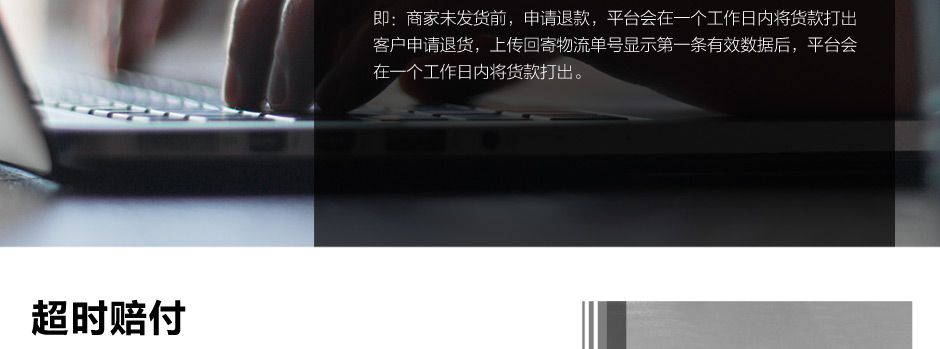 即：商家未发货前，申请退款，平台会在一个工作日内将货款打出
客户申请退货，上传回寄物流单号显示第一条有效数据后，平台会
在一个工作日内将货款打出。
超时赔付